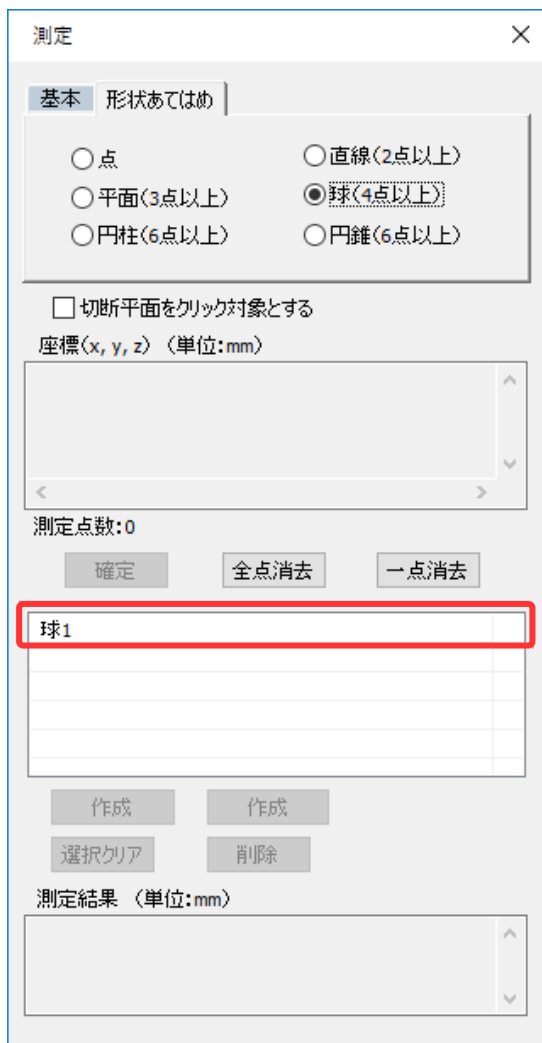 測定
基本 形状あてはめ
点 直線(2点以上)
平面(3点以上) 球(4点以上)
円柱(6点以上) 円錐(6点以上)
切断平面をクリック対象とする
座標(x, y, z) (単位:mm)
測定点数:0
確定 全点消去 一点消去
球1
作成 作成
選択クリア 削除
測定結果 (単位:mm)